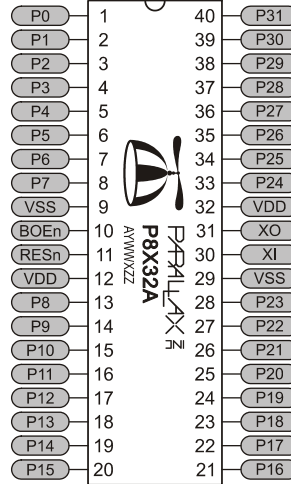 P0 1 40 P31
P1 2 39 P30
P2 3 38 P29
P3 4 37 P28
P4 5 36 P27
P5 6 35 P26
P6 7 34 P25
P7 8 33 P24
VSS 9 32 VDD
BOEn 10 31 XO
RESn 11 30 XI
VDD 12 29 VSS
P8 13 28 P23
P9 14 27 P22
P10 15 26 P21
P11 16 25 P20
P12 17 24 P19
P13 18 23 P18
P14 19 22 P17
P15 20 21 P16
PARALLAX
P8X32A
AYWWXZZ